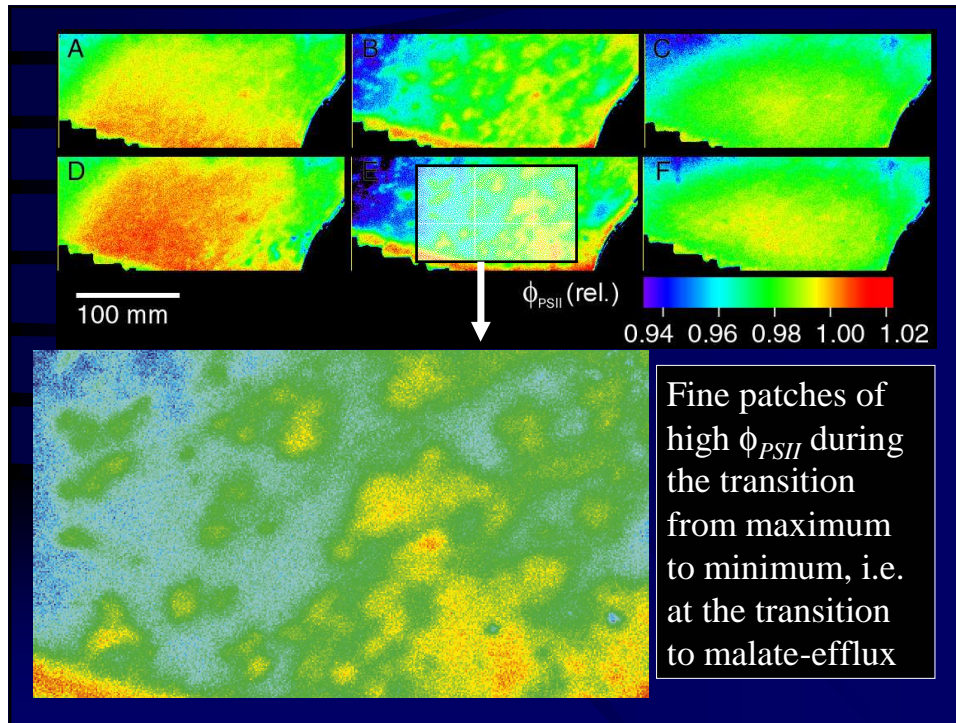 A
B
C
D
E
F
100 mm
ϕPSII (rel.)
0.94 0.96 0.98 1.00 1.02
Fine patches of
high ϕPSII during
the transition
from maximum
to minimum, i.e.
at the transition
to malate-efflux